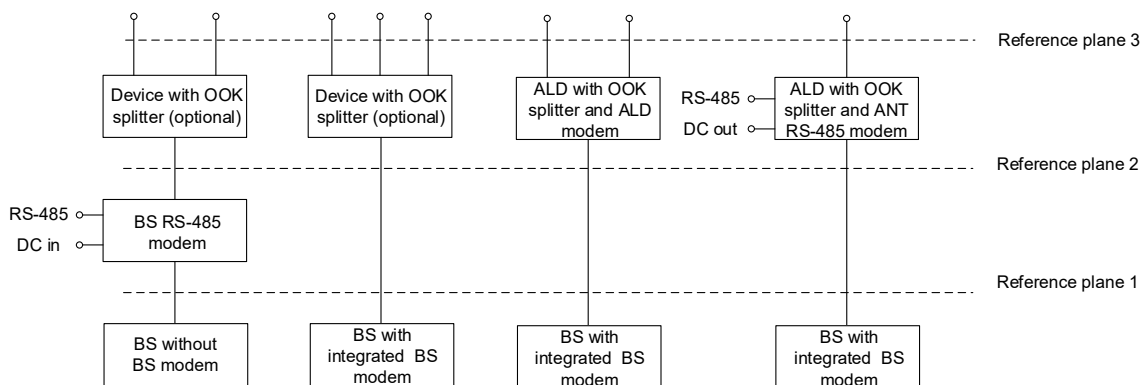 Reference plane 3
Device with OOK
splitter (optional)
Device with OOK
splitter (optional)
ALD with OOK
splitter and ALD
modem
RS-485
DC out
ALD with OOK
splitter and ANT
RS-485 modem
Reference plane 2
RS-485
DC in
BS RS-485
modem
Reference plane 1
BS without
BS modem
BS with
integrated BS
modem
BS with
integrated BS
modem
BS with
integrated BS
modem